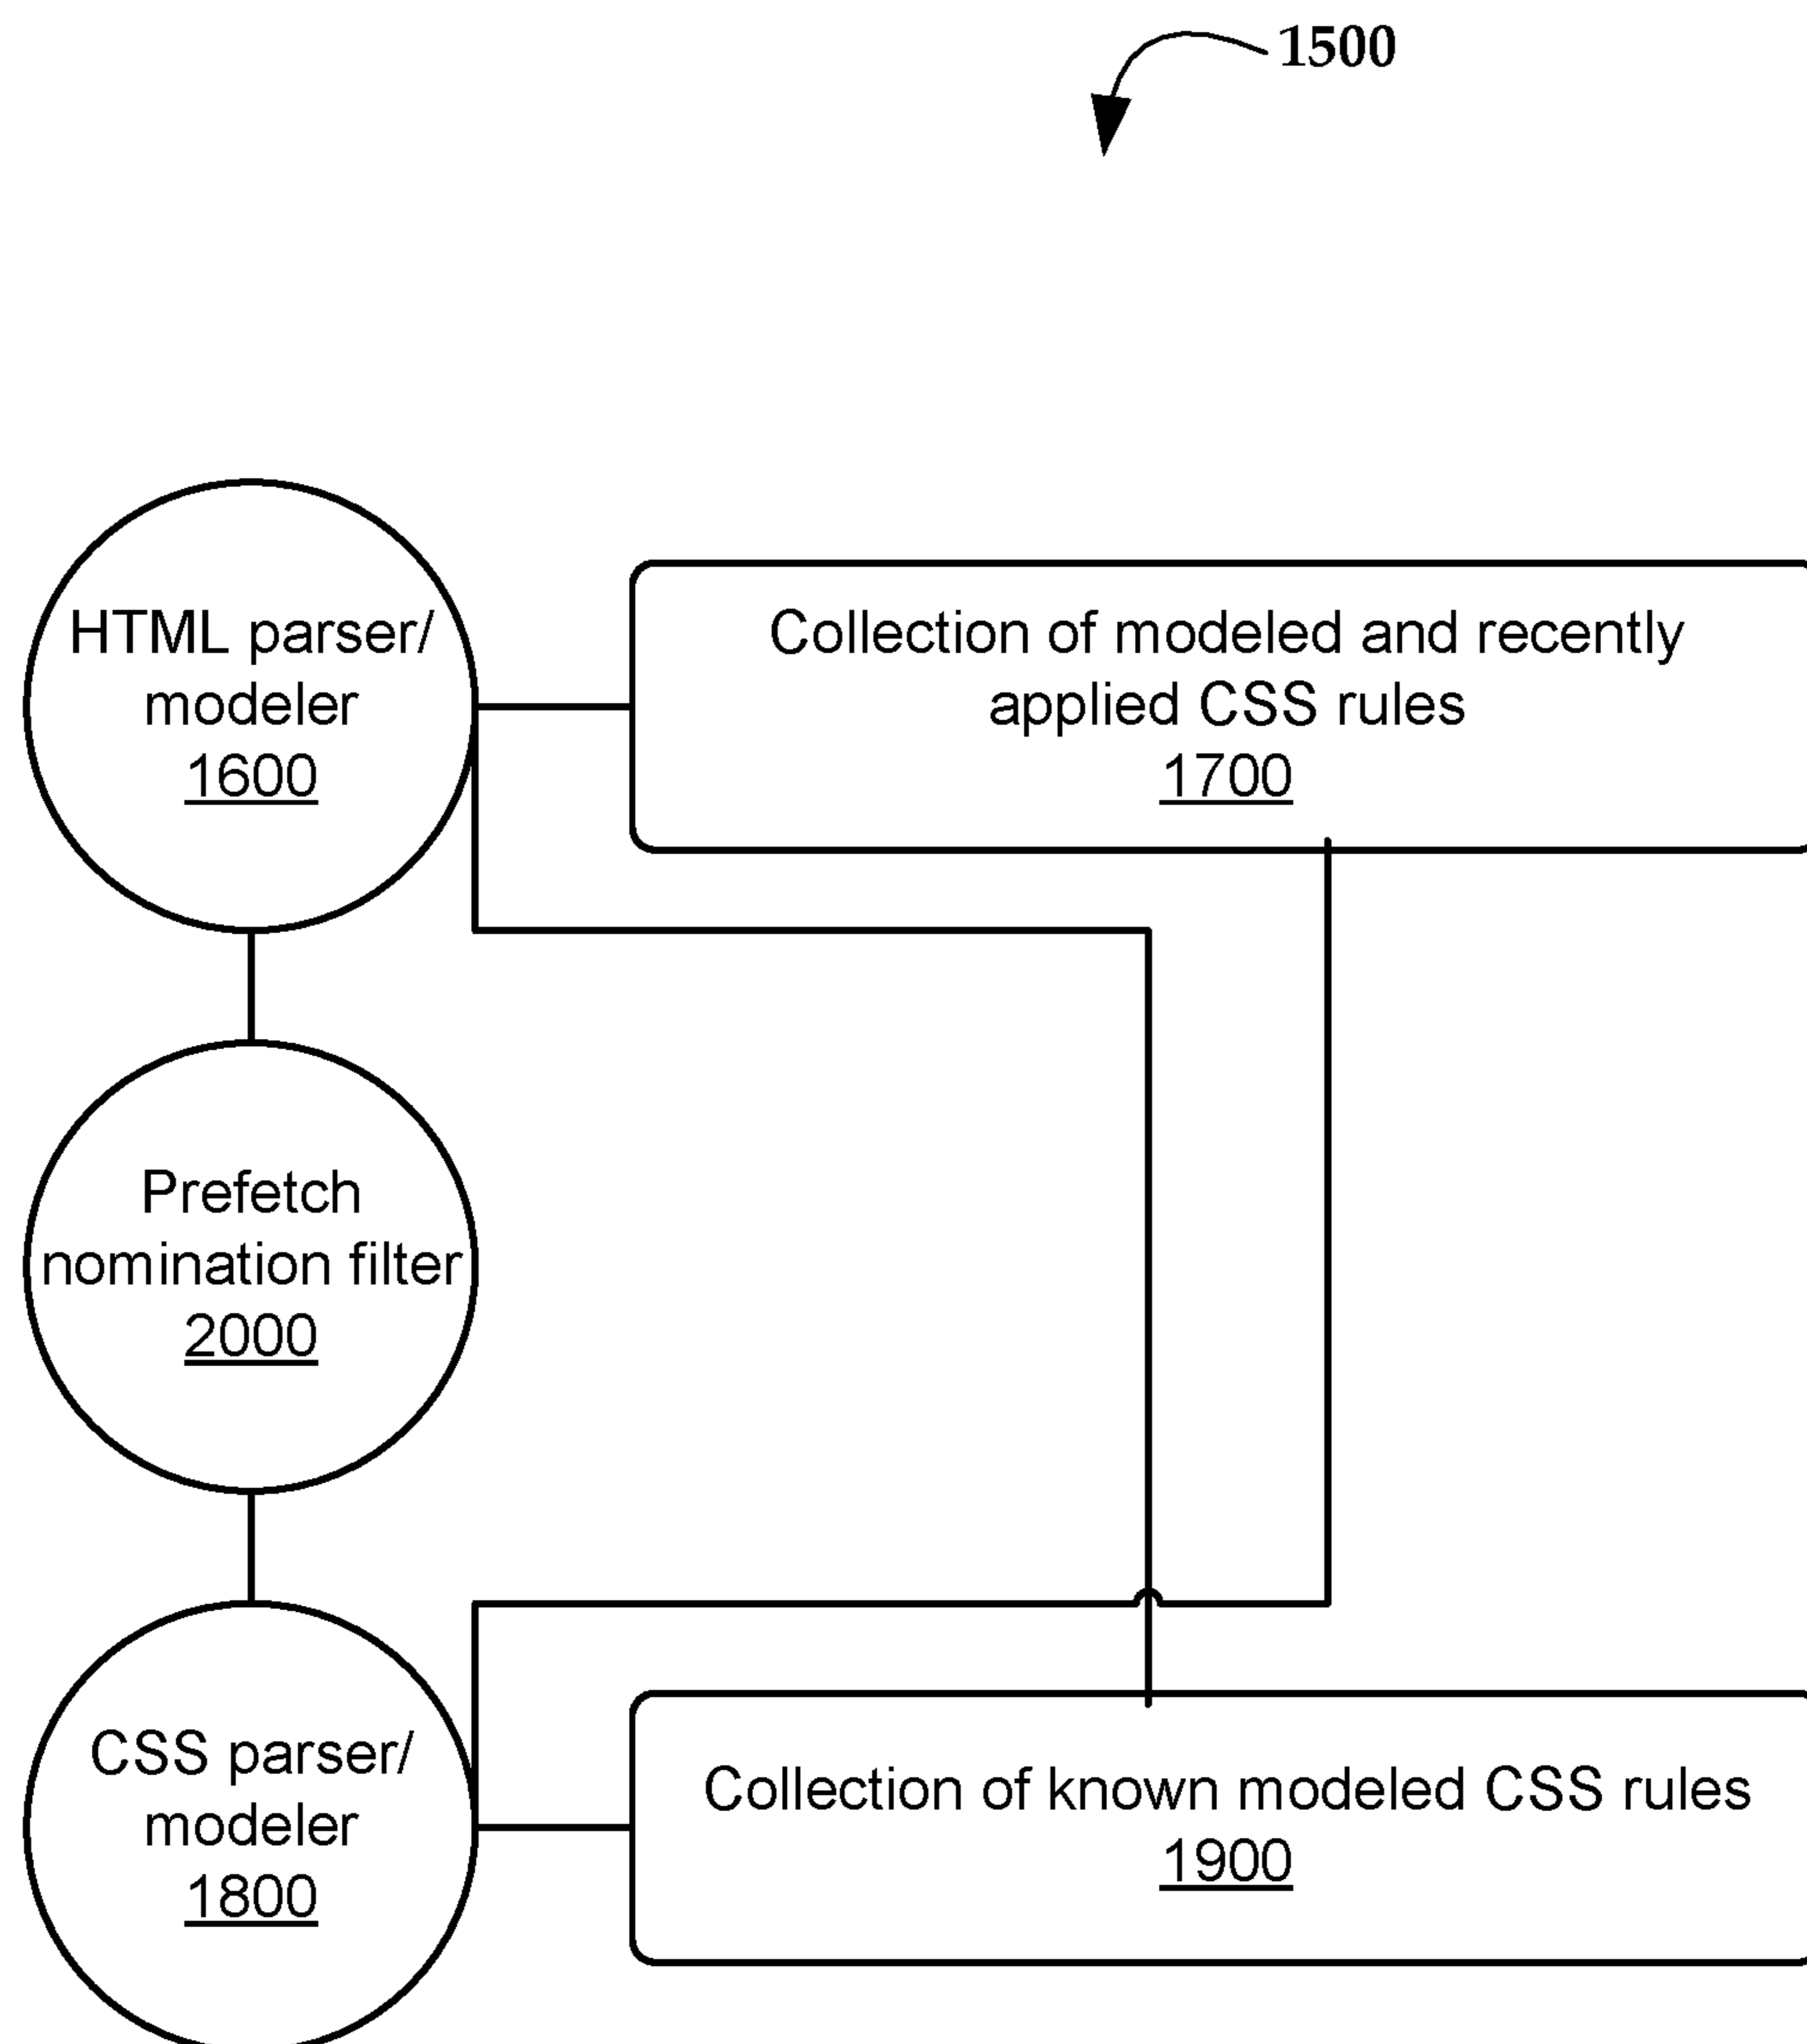 1500
HTML parser/
modeler
1600
Collection of modeled and recently
applied CSS rules
1700
Prefetch
nomination filter
2000
CSS parser/
modeler
1800
Collection of known modeled CSS rules
1900